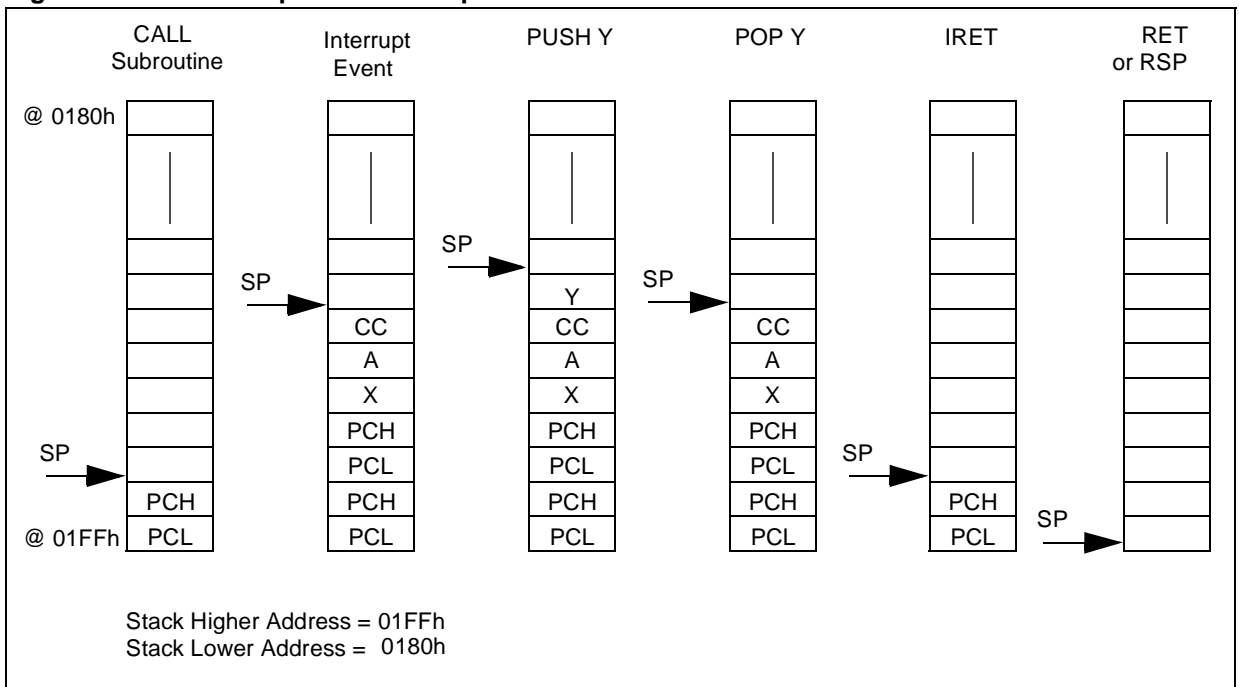 CALL
Subroutine
Interrupt
Event
PUSH Y
POP Y
IRET
RET
or RSP
@ 0180h
SP
SP
SP
Y
CC
CC
CC
A
A
A
X
X
X
PCH
PCH
PCH
SP
SP
PCL
PCL
PCL
PCH
PCH
PCH
PCH
PCH
SP
@ 01FFh
PCL
PCL
PCL
PCL
PCL
Stack Higher Address = 01FFh
Stack Lower Address = 0180h